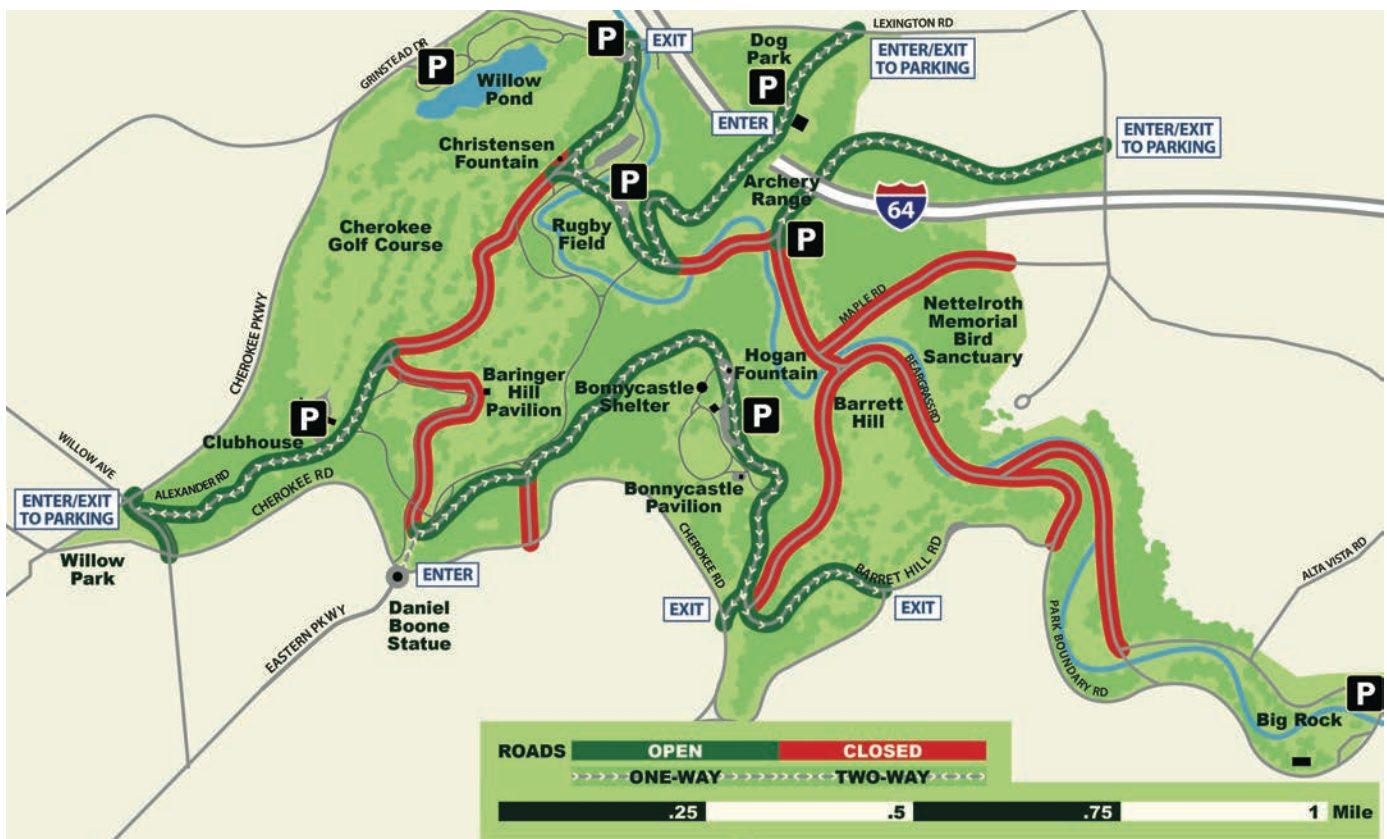 LEXINGTON RD
P
EXIT
Dog
Park
ENTER/EXIT
TO PARKING
GRINSTEAD DR
P
Willow
Pond
P
ENTER
ENTER/EXIT
TO PARKING
Christensen
Fountain
P
Archery
Range
64
Cherokee
Golf Course
Rugby
Field
P
CHEROKEE PKWY
MAPLE RD
Nettelroth
Memorial
Bird
Sanctuary
Hogan
Fountain
BEARGRASS RD
Baringer
Hill
Pavilion
Bonnycastle
Shelter
Barrett
Hill
P
Clubhouse
P
WILLOW AVE
ALEXANDER RD
CHEROKEE RD
ENTER/EXIT
TO PARKING
Bonnycastle
Pavilion
Willow
Park
CHEROKEE RD
BARRET HILL RD
ALTA VISTA RD
ENTER
Daniel
Boone
Statue
EXIT
EXIT
EASTERN PKWY
PARK BOUNDARY RD
P
Big Rock
ROADS OPEN CLOSED
ONE-WAY TWO-WAY
.25 .5 .75 1 Mile